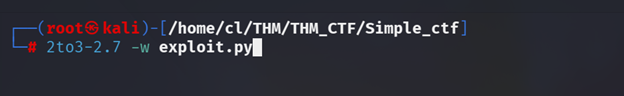 ┌──(root㉿kali)-[/home/cl/THM/THM_CTF/Simple_ctf]
└─# 2to3-2.7 -w exploit.py